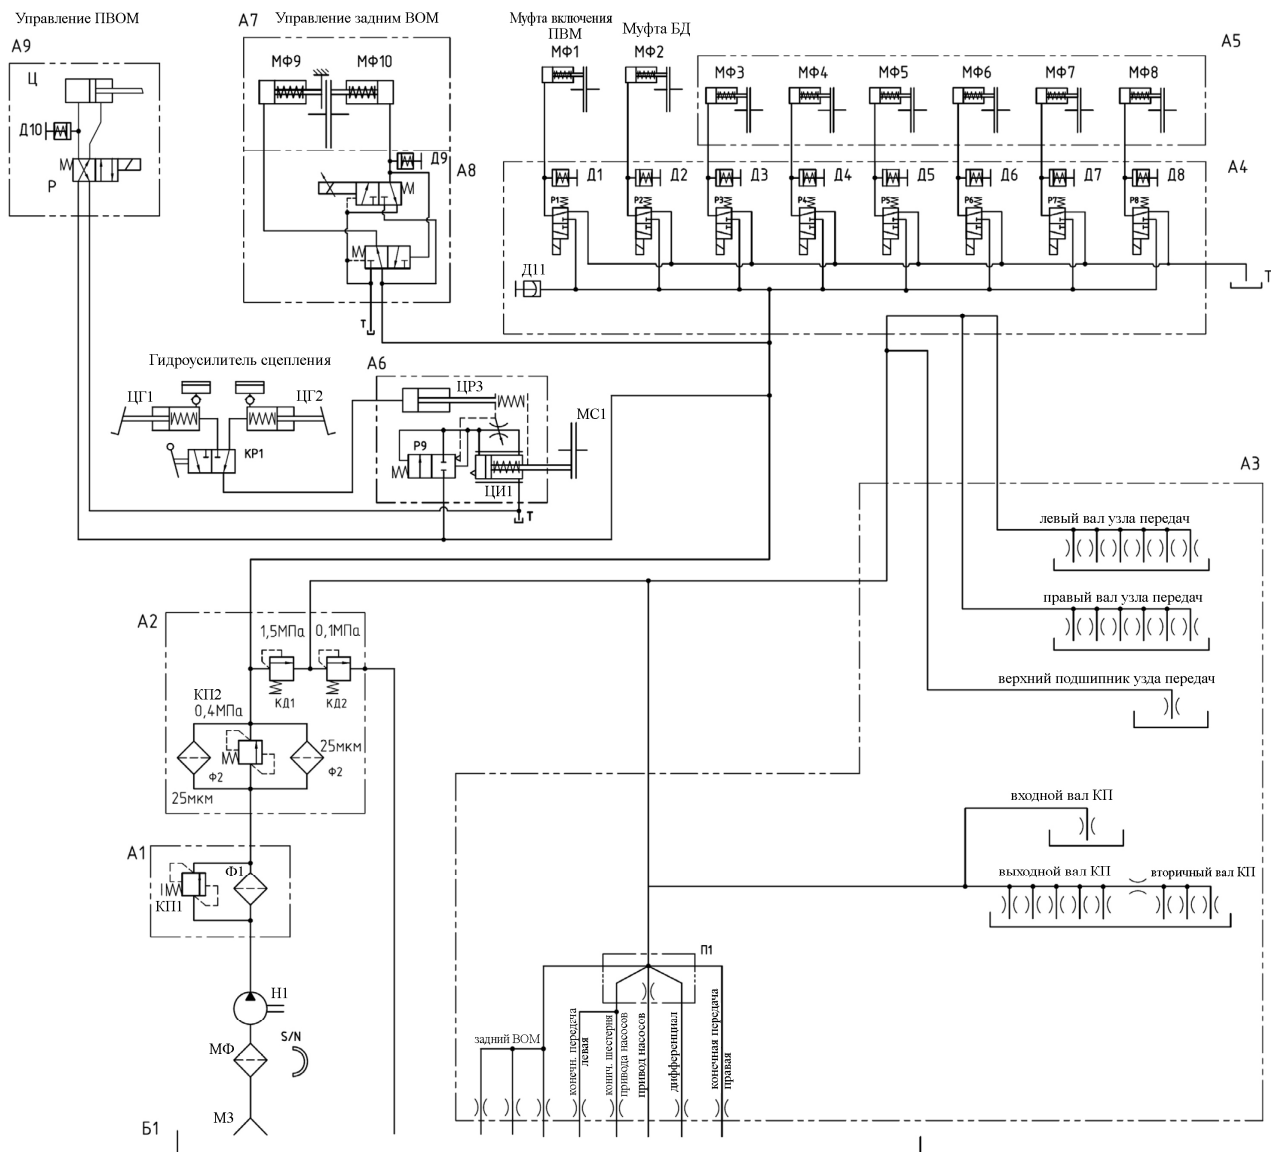 Управление ПВОМ
А9
Ц
Д10
Р
А7
Управление задним ВОМ
МФ9
МФ10
Д9
А8
Т
Муфта включения
ПВМ
МФ1
Муфта БД
МФ2
А5
МФ3
МФ4
МФ5
МФ6
МФ7
МФ8
А4
Д1
Д2
Д3
Д4
Д5
Д6
Д7
Д8
Р1
Р2
Р3
Р4
Р5
Р6
Р7
Р8
Д11
Т
Гидроусилитель сцепления
ЦГ1
ЦГ2
КР1
А6
ЦРЗ
МС1
Р9
ЦИ1
Т
А3
левый вал узла передач
правый вал узла передач
верхний подшипник узда передач
входной вал КП
выходной вал КП
вторичный вал КП
А2
1,5МПа
0,1МПа
КД1
КД2
КП2
0,4МПа
Ф2
25мкм
25мкм
Ф2
А1
Ф1
КП1
Н1
МФ
S/N
МЗ
Б1
П1
задний ВОМ
конечн. передача
левая
конич. шестерня
привода насосов
привод насосов
дифференциал
конечная передача
правая